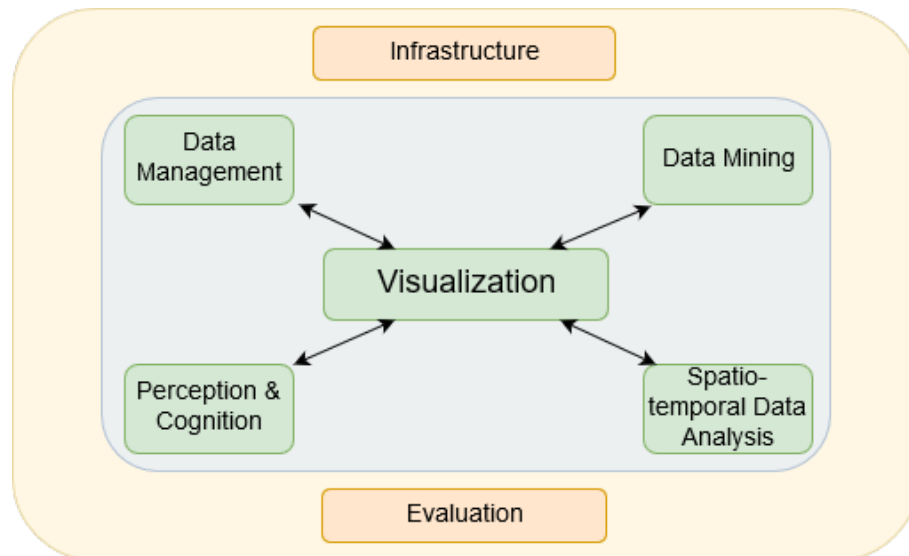 Infrastructure
Data
Management
Data Mining
Visualization
Perception &
Cognition
Spatio-
temporal Data
Analysis
Evaluation